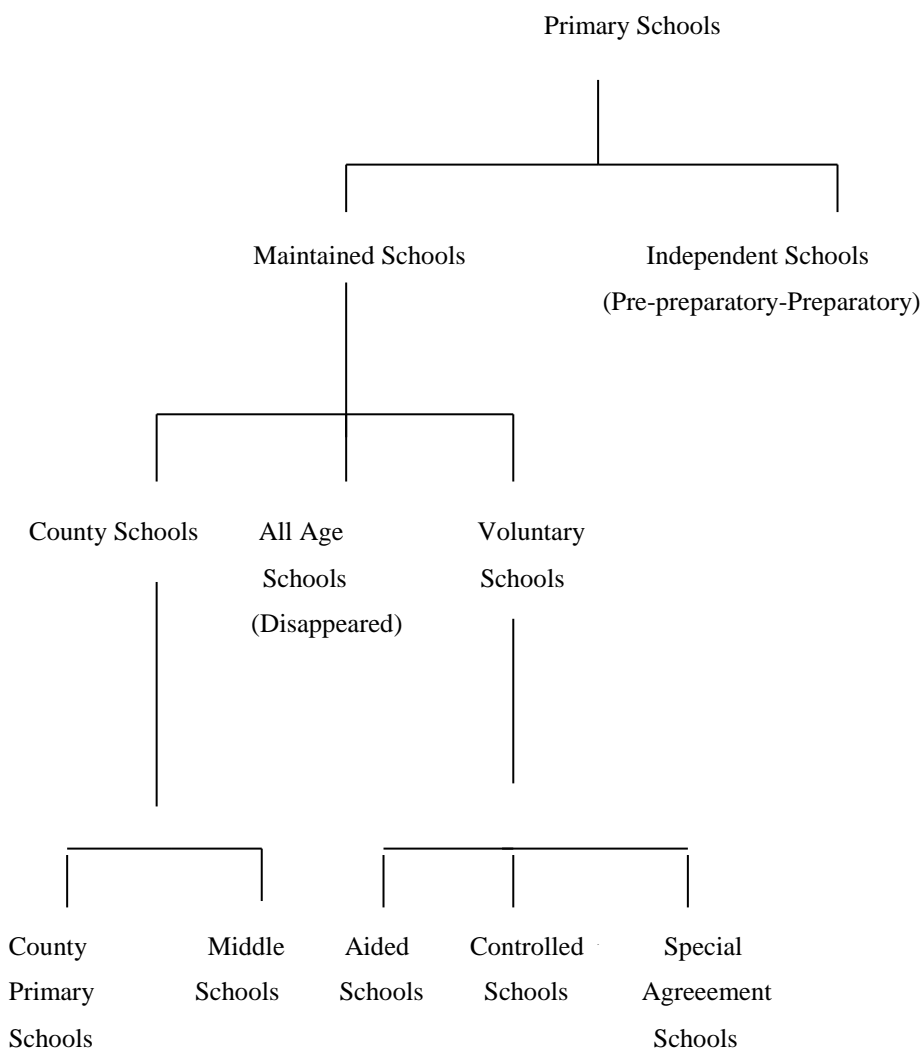 Primary Schools
Maintained Schools
Independent Schools
(Pre-preparatory-Preparatory)
County Schools
All Age
Schools
(Disappeared)
Voluntary
Schools
County
Primary
Schools
Middle
Schools
Aided
Schools
Controlled
Schools
Special
Agreeement
Schools